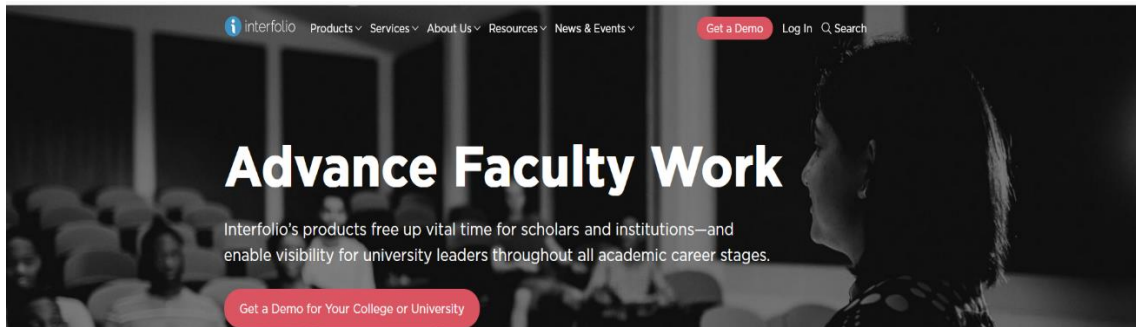 interfolio Products Services About Us Resources News & Events Get a Demo Log In Search
Advance Faculty Work
Interfolio's products free up vital time for scholars and institutions—and
enable visibility for university leaders throughout all academic career stages.
Get a Demo for Your College or University